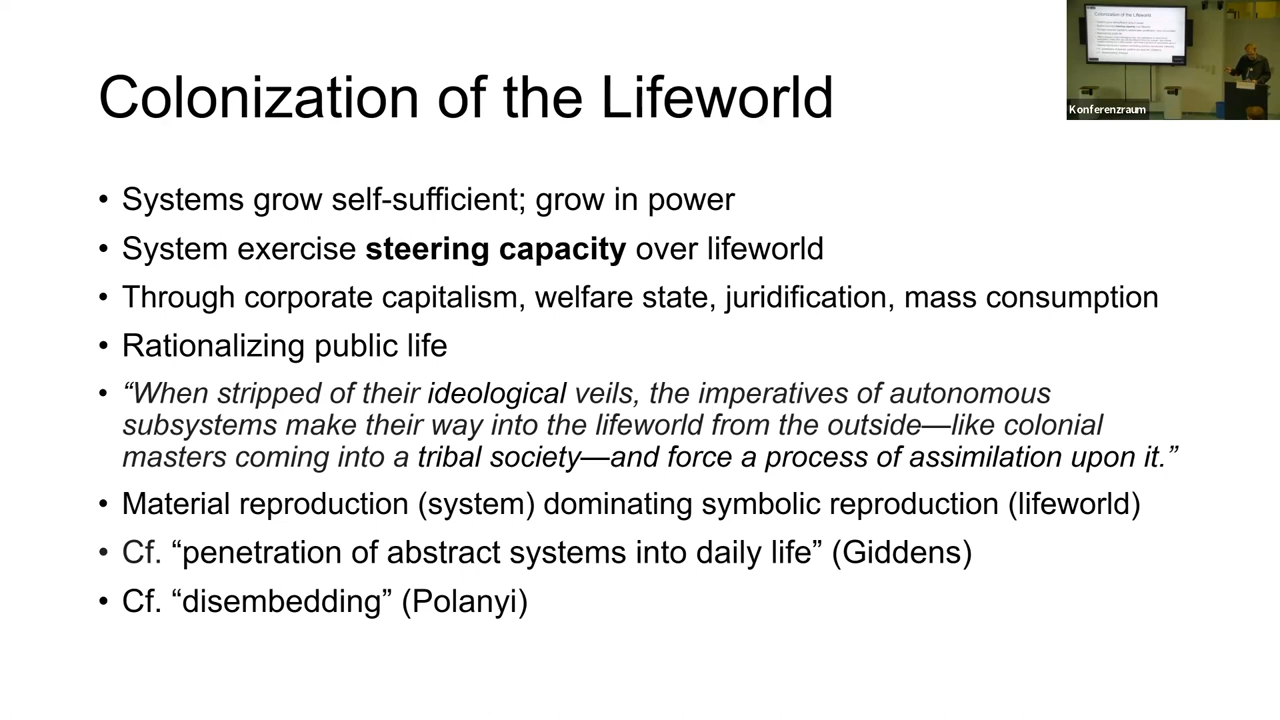 Colonization of the Lifeworld
• Systems grow self-sufficient; grow in power
• System exercise steering capacity over lifeworld
• Through corporate capitalism, welfare state, juridification, mass consumption
• Rationalizing public life
• “When stripped of their ideological veils, the imperatives of autonomous
subsystems make their way into the lifeworld from the outside—like colonial
masters coming into a tribal society—and force a process of assimilation upon it.”
• Material reproduction (system) dominating symbolic reproduction (lifeworld)
• Cf. “penetration of abstract systems into daily life” (Giddens)
• Cf. “disembedding” (Polanyi)
Colonization of the Lifeworld
Konferenzraum